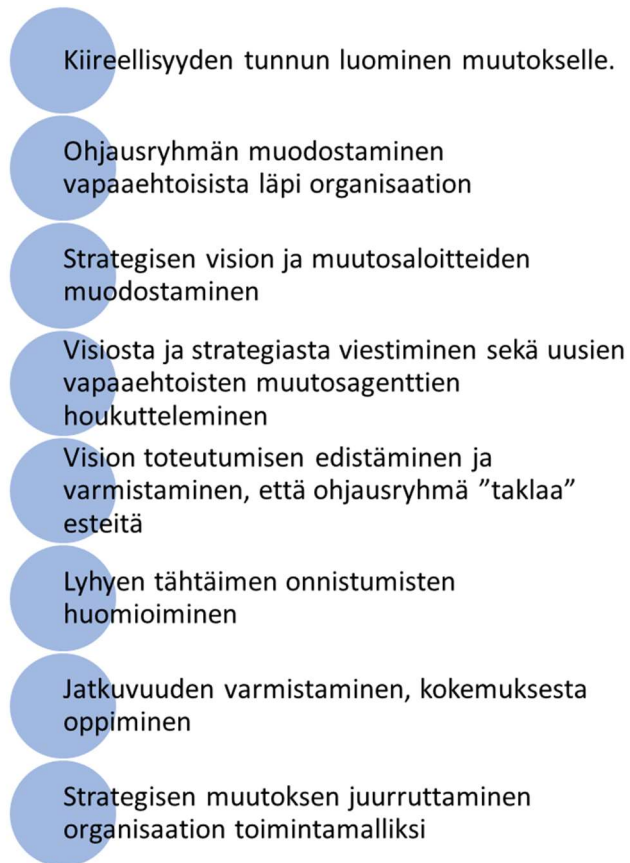 Kiireellisyyden tunnun luominen muutokselle.
Ohjausryhmän muodostaminen
vapaaehtoisista läpi organisaation
Strategisen vision ja muutosaloitteiden
muodostaminen
Visiosta ja strategiasta viestiminen sekä uusien
vapaaehtoisten muutosagenttien
houkutteleminen
Vision toteutumisen edistäminen ja
varmistaminen, että ohjausryhmä ”taklaa”
esteitä
Lyhyen tähtäimen onnistumisten
huomioiminen
Jatkuvuuden varmistaminen, kokemuksesta
oppiminen
Strategisen muutoksen juurruttaminen
organisaation toimintamalliksi